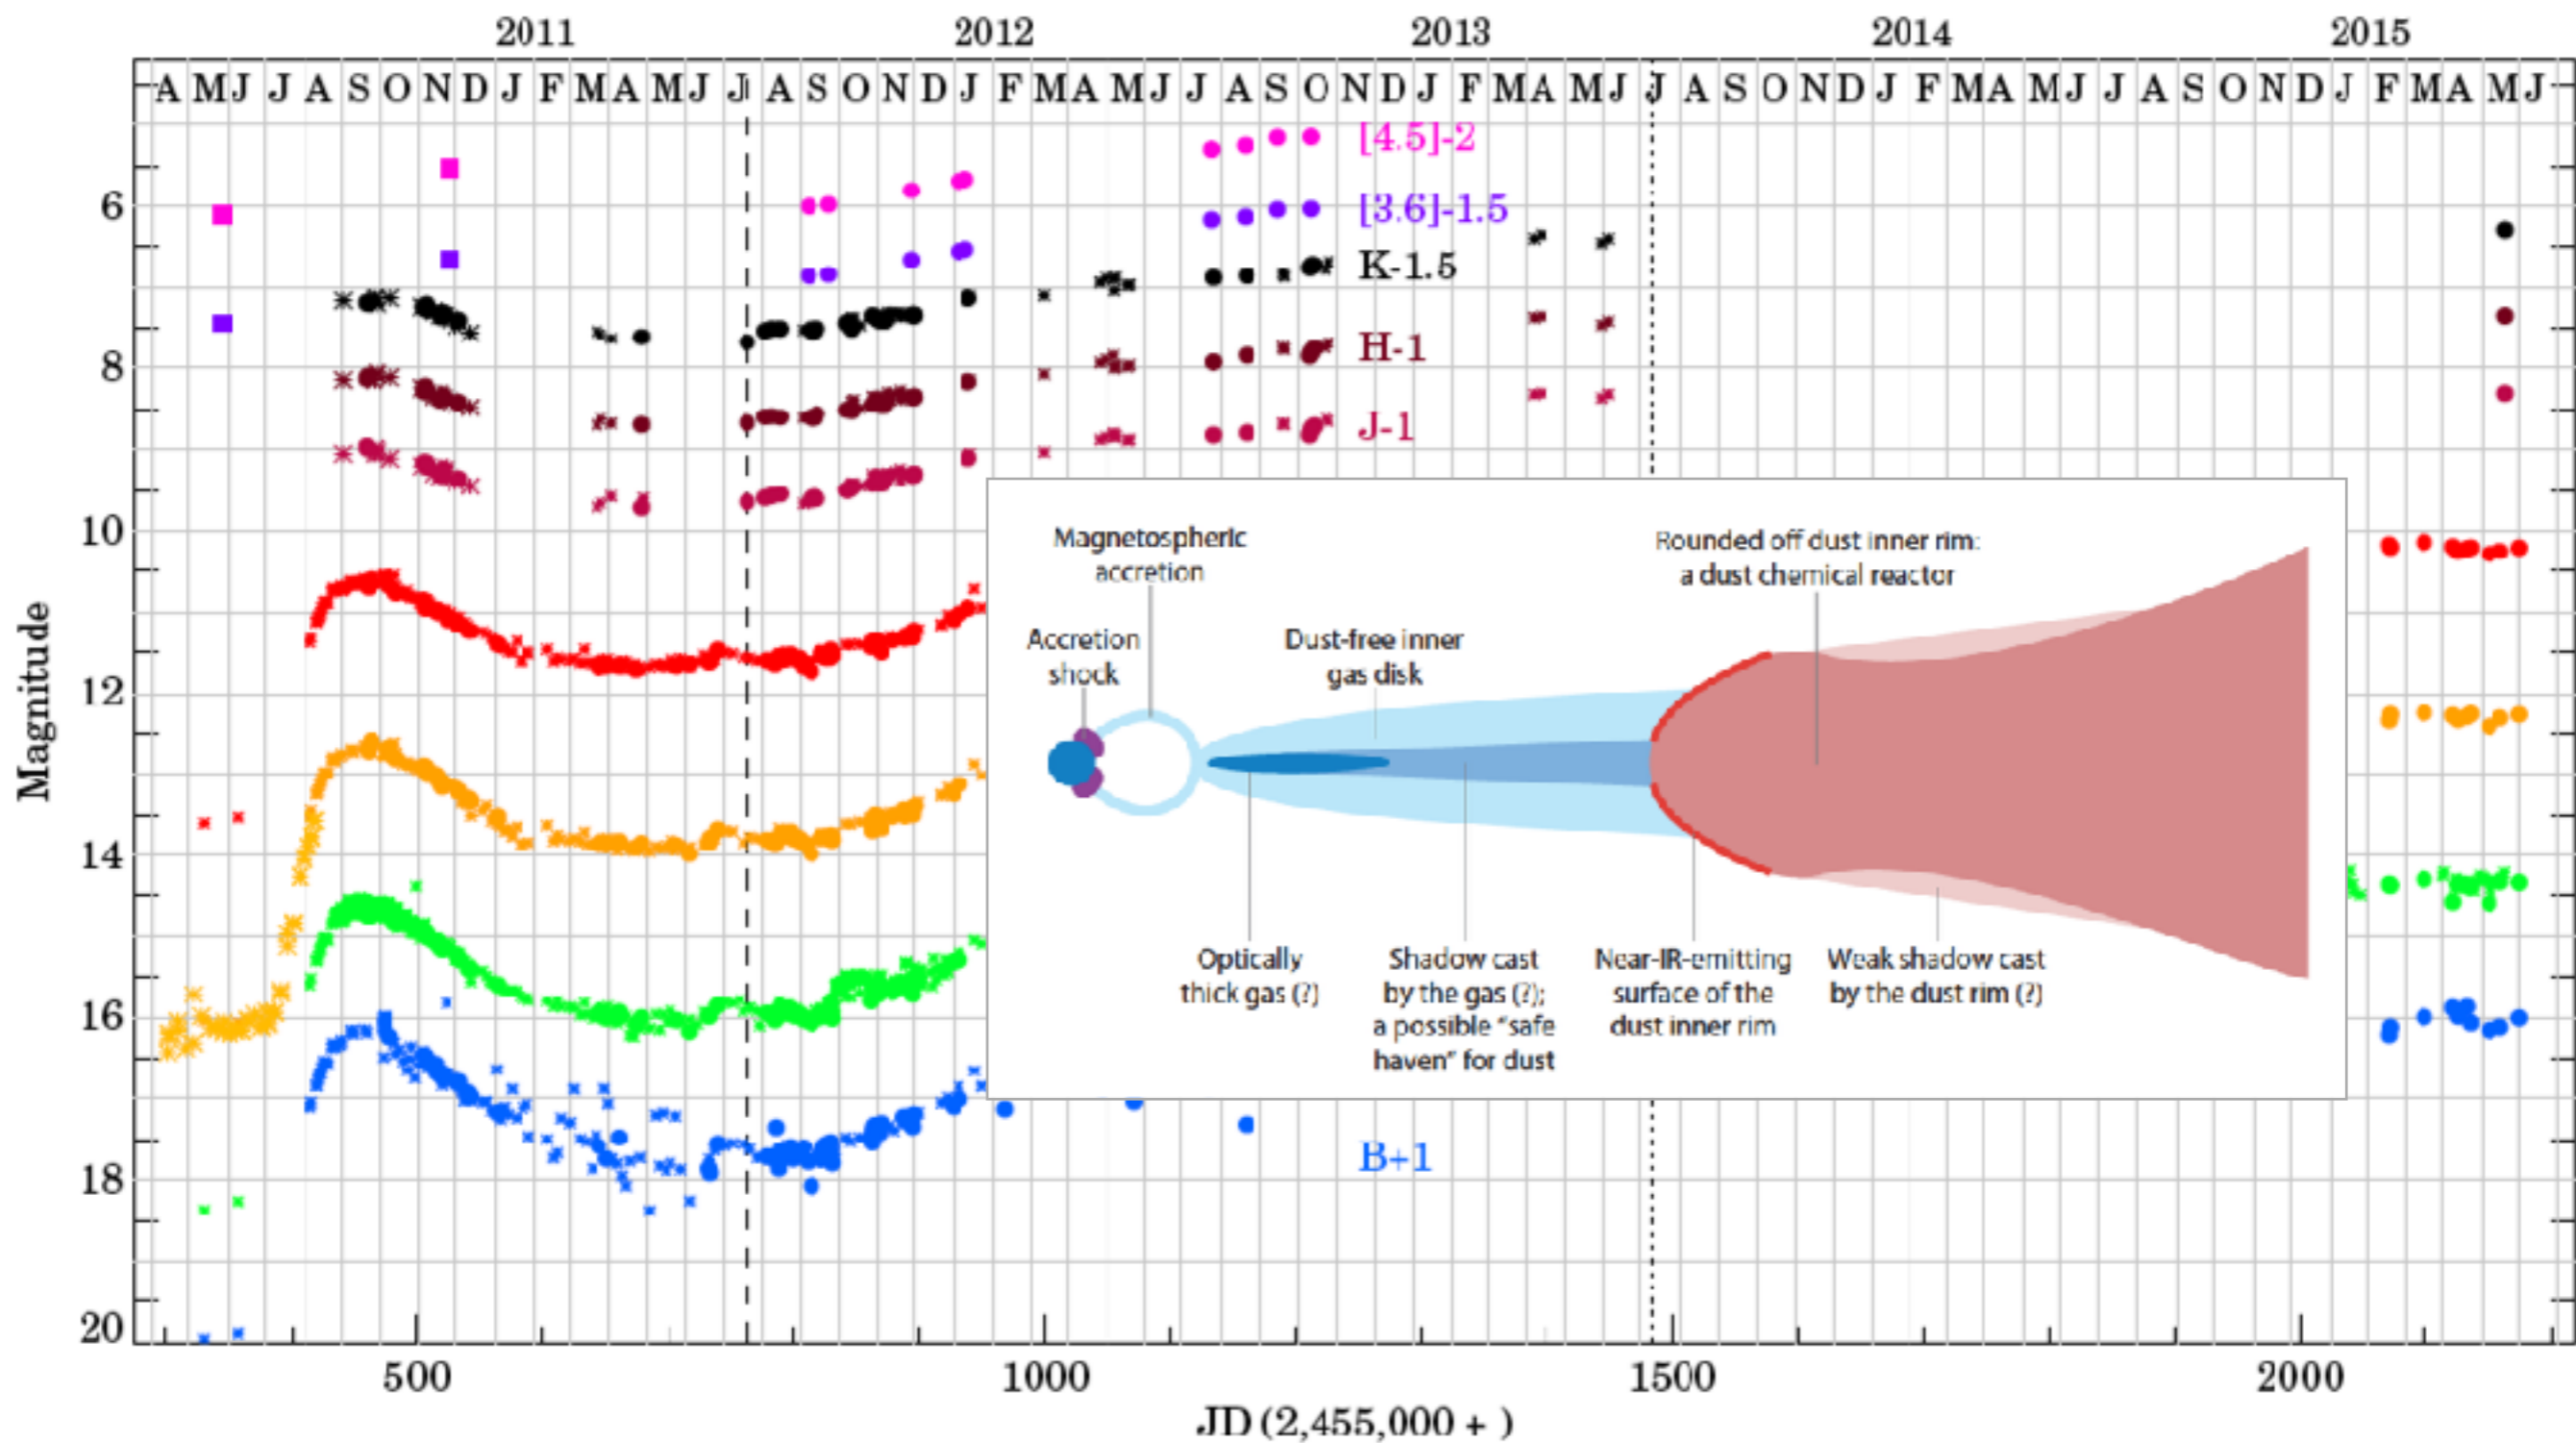 2011 2012 2013 2014 2015
A M J J A S O N D J F M A M J J A S O N D J F M A M J J A S O N D J F M A M J J A S O N D J F M A M J J A S O N D J F M A M J
[4.5]-2
6
[3.6]-1.5
K-1.5
8
H-1
J-1
10
12
14
16
18
20
Magnitude
B+1
Magnetospheric
accretion
Accretion
shock
Dust-free inner
gas disk
Rounded off dust inner rim:
a dust chemical reactor
Optically
thick gas (?)
Shadow cast
by the gas (?);
a possible "safe
haven" for dust
Near-IR-emitting
surface of the
dust inner rim
Weak shadow cast
by the dust rim (?)
500 1000 1500 2000
JD (2,455,000 + )